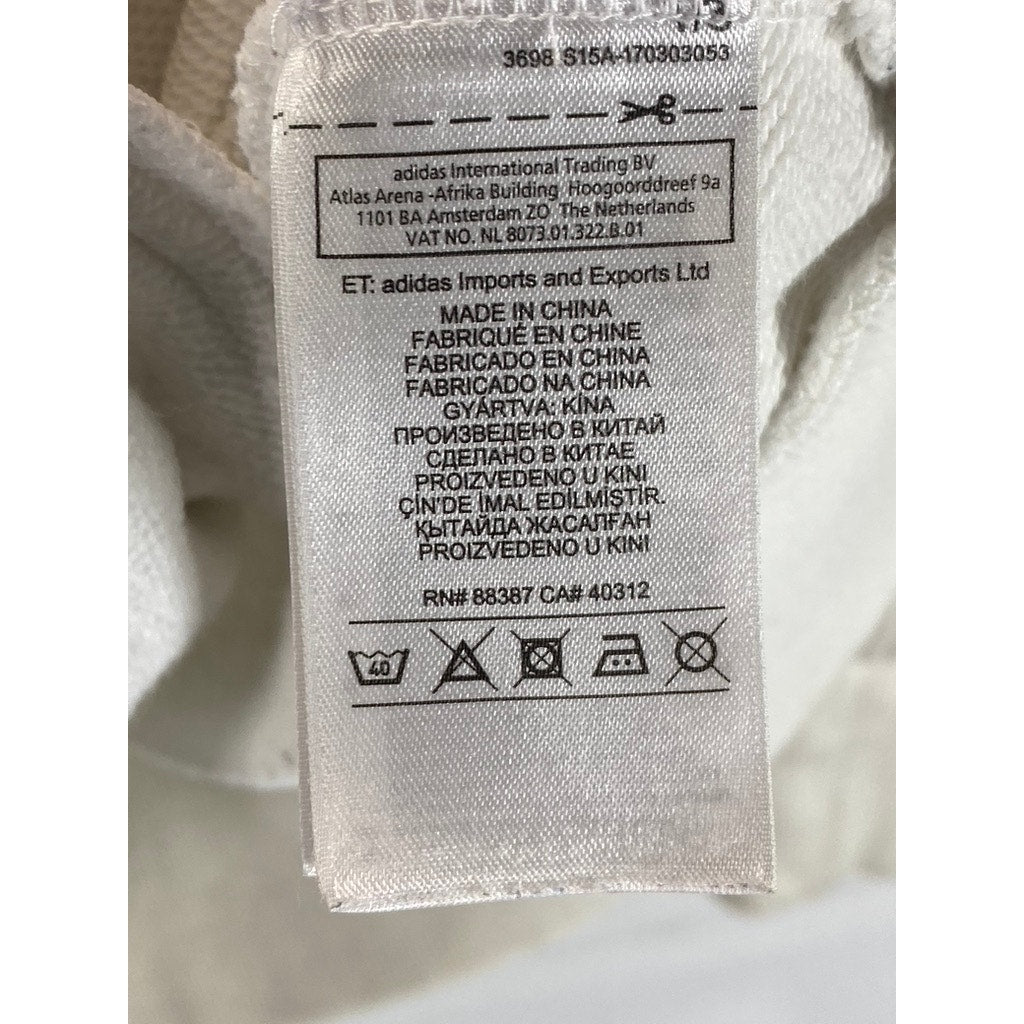 3698 S15A-170303053
adidas International Trading BV
Atlas Arena -Afrika Building Hoogoorddreef 9a
1101 BA Amsterdam ZO The Netherlands
VAT NO. NL 8073.01.322.B.01
ET: adidas Imports and Exports Ltd
MADE IN CHINA
FABRIQUÉ EN CHINE
FABRICADO EN CHINA
FABRICADO NA CHINA
GYÁRTVA: KÍNA
ПРОИЗВЕДЕНО В КИТАЙ
СДЕЛАНО В КИТАЕ
PROIZVEDENO U KINI
ÇİN'DE İMAL EDİLMİŞTİR.
ҚЫТАЙДА ЖАСАЛҒАН
PROIZVEDENO U KINI
RN# 88387 CA# 40312
40